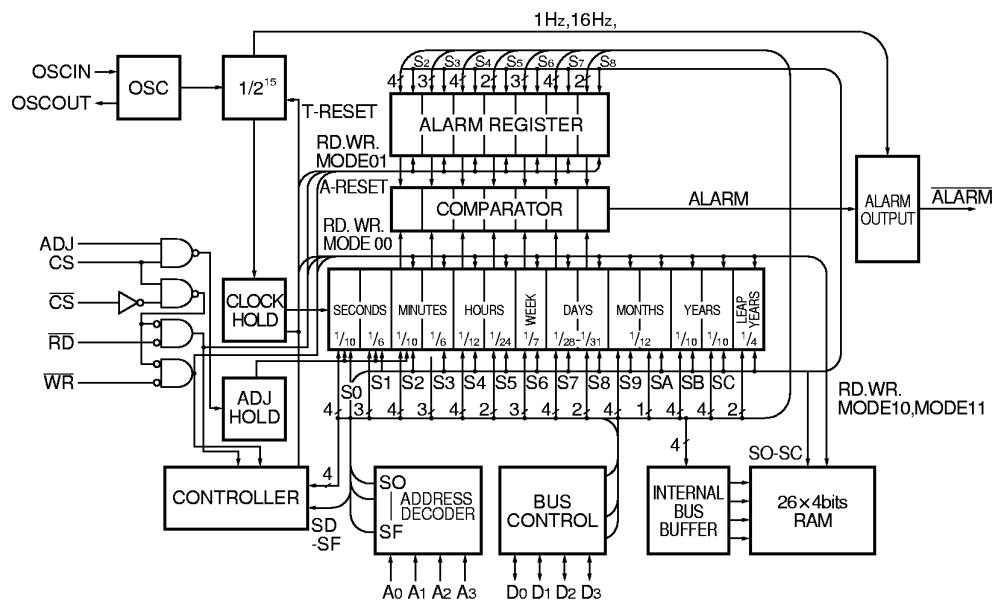 1Hz,16Hz,
S2 S3 S4 S5 S6 S7 S8
4 3 4 2 3 4 2
OSCIN
OSCOUT
OSC
1/2¹⁵
T-RESET
ALARM REGISTER
RD.WR.
MODE01
A-RESET
COMPARATOR
ALARM
ALARM
OUTPUT
A̅L̅A̅R̅M̅
RD. WR.
MODE 00
ADJ
CS
C̅S̅
R̅D̅
W̅R̅
CLOCK
HOLD
ADJ
HOLD
SECONDS MINUTES HOURS WEEK DAYS MONTHS YEARS LEAP YEARS
1/10 1/6 1/10 1/6 1/12 1/24 1/7 1/28-1/31 1/12 1/10 1/10 1/4
S0 S1 S2 S3 S4 S5 S6 S7 S8 S9 SA SB SC
4 3 4 3 4 2 3 4 2 4 1 4 4 2
RD.WR.
MODE10,MODE11
4
4
SO-SC
CONTROLLER
SD
-SF
SO
SF
ADDRESS
DECODER
BUS
CONTROL
INTERNAL
BUS
BUFFER
26×4bits
RAM
A0 A1 A2 A3
D0 D1 D2 D3